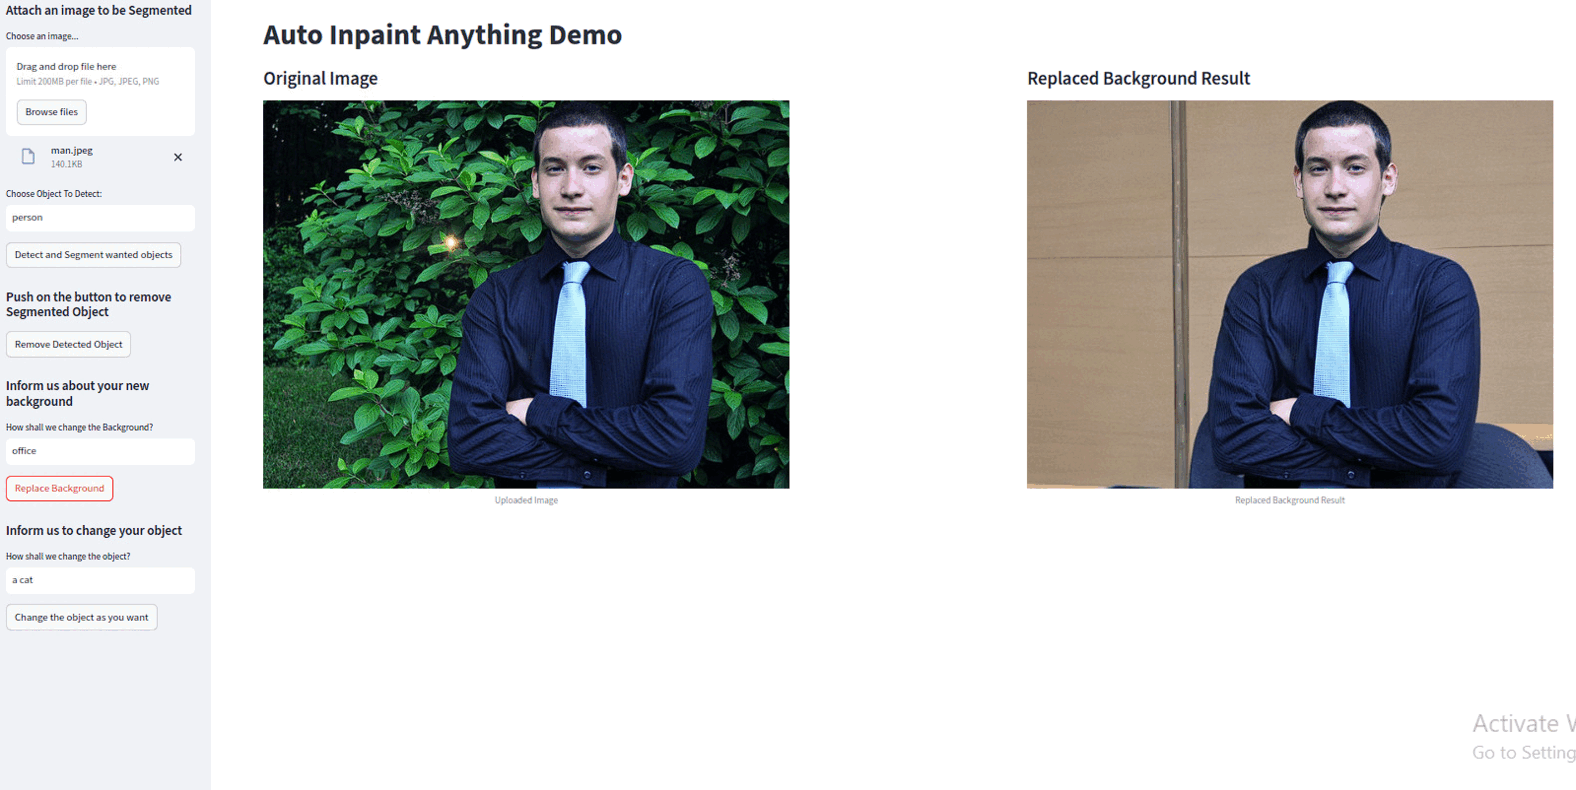 Attach an image to be Segmented
Choose an image...
Drag and drop file here
Limit 200MB per file • JPG, JPEG, PNG
Browse files
man.jpeg
140.1KB
Choose Object To Detect:
person
Detect and Segment wanted objects
Push on the button to remove
Segmented Object
Remove Detected Object
Inform us about your new
background
How shall we change the Background?
office
Replace Background
Inform us to change your object
How shall we change the object?
a cat
Change the object as you want
Auto Inpaint Anything Demo
Original Image
Uploaded Image
Replaced Background Result
Replaced Background Result
Activate W
Go to Setting